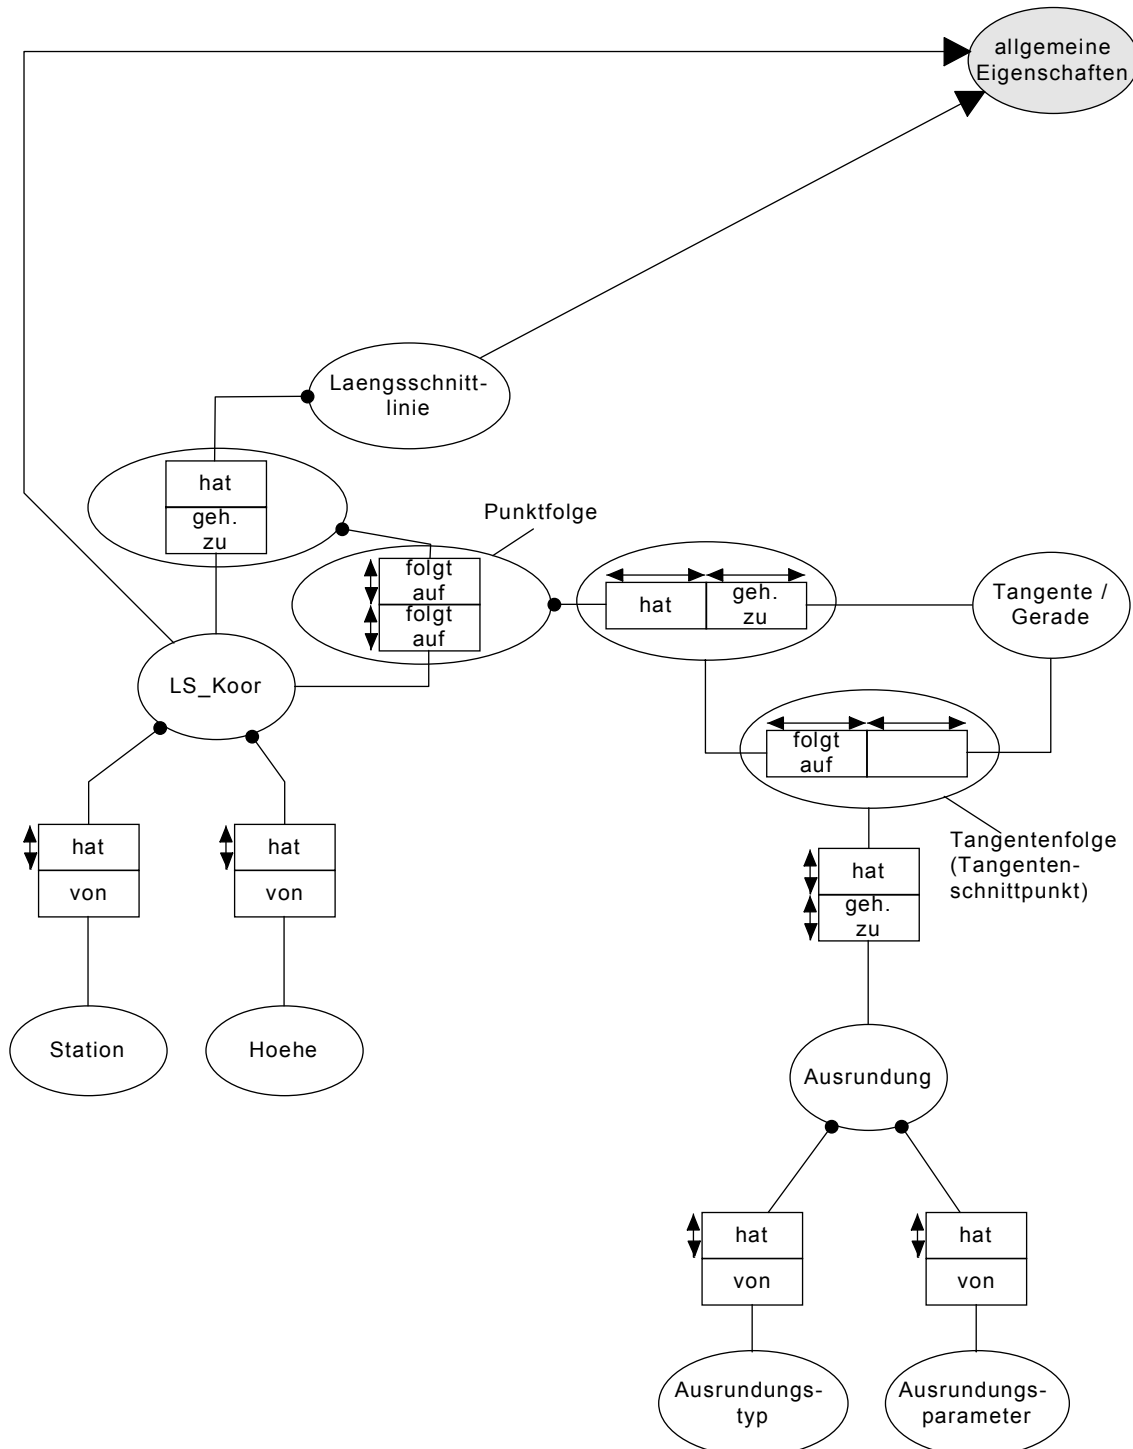 allgemeine
Eigenschaften
Laengsschnitt-
linie
hat
geh.
zu
Punktfolge
folgt
auf
folgt
auf
hat
geh.
zu
Tangente /
Gerade
LS_Koor
folgt
auf
hat
von
hat
von
Tangentenfolge
(Tangenten-
schnittpunkt)
hat
geh.
zu
Station
Hoehe
Ausrundung
hat
von
hat
von
Ausrundungs-
typ
Ausrundungs-
parameter